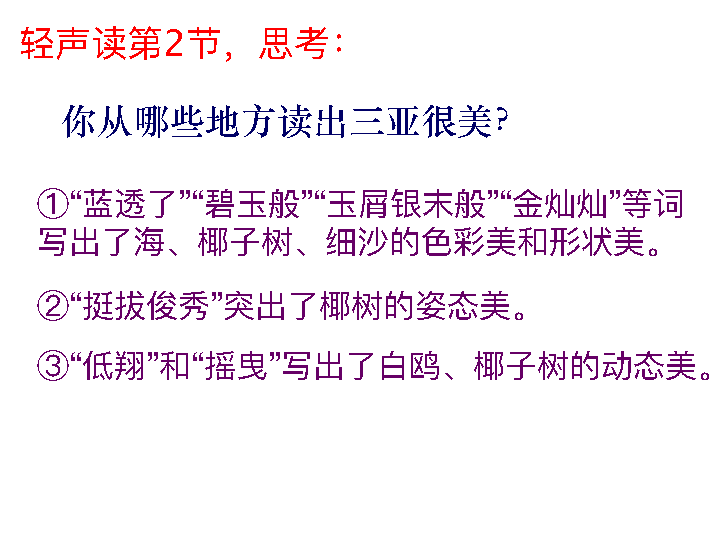 轻声读第2节，思考：
你从哪些地方读出三亚很美？
①“蓝透了”“碧玉般”“玉屑银末般”“金灿灿”等词
写出了海、椰子树、细沙的色彩美和形状美。
②“挺拔俊秀”突出了椰树的姿态美。
③“低翔”和“摇曳”写出了白鸥、椰子树的动态美。